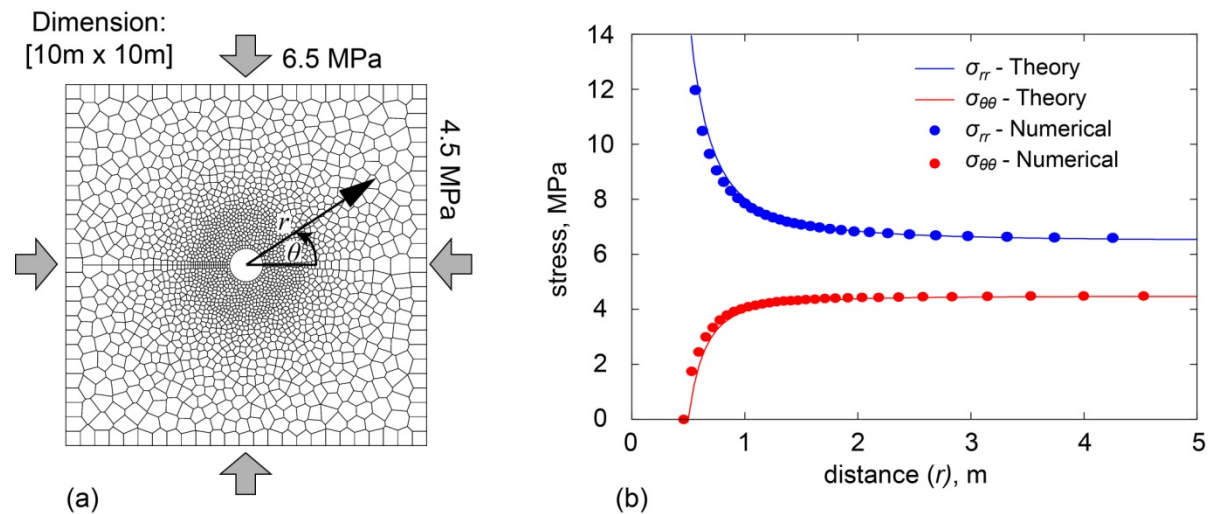 Dimension:
[10m x 10m]
6.5 MPa
4.5 MPa
r
θ
(a)
14
12
10
8
6
4
2
0
stress, MPa
σrr - Theory
σθθ - Theory
σrr - Numerical
σθθ - Numerical
0 1 2 3 4 5
distance (r), m
(b)